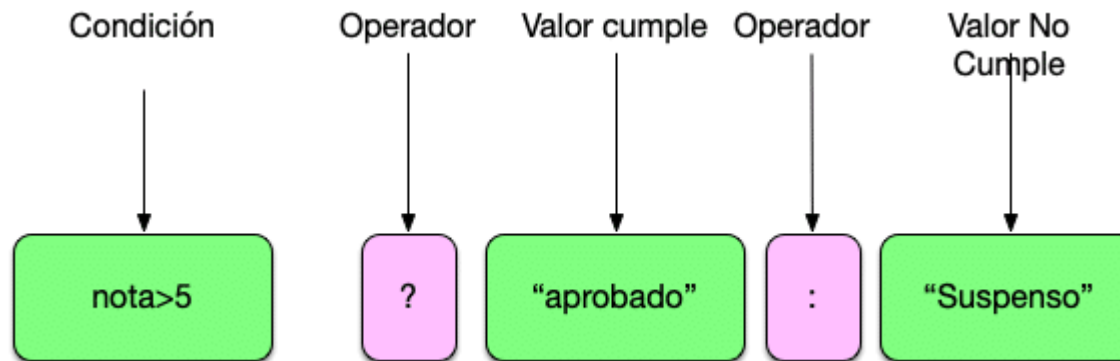 Condición
Operador
Valor cumple
Operador
Valor No
Cumple
nota>5
?
“aprobado”
:
“Suspenso”